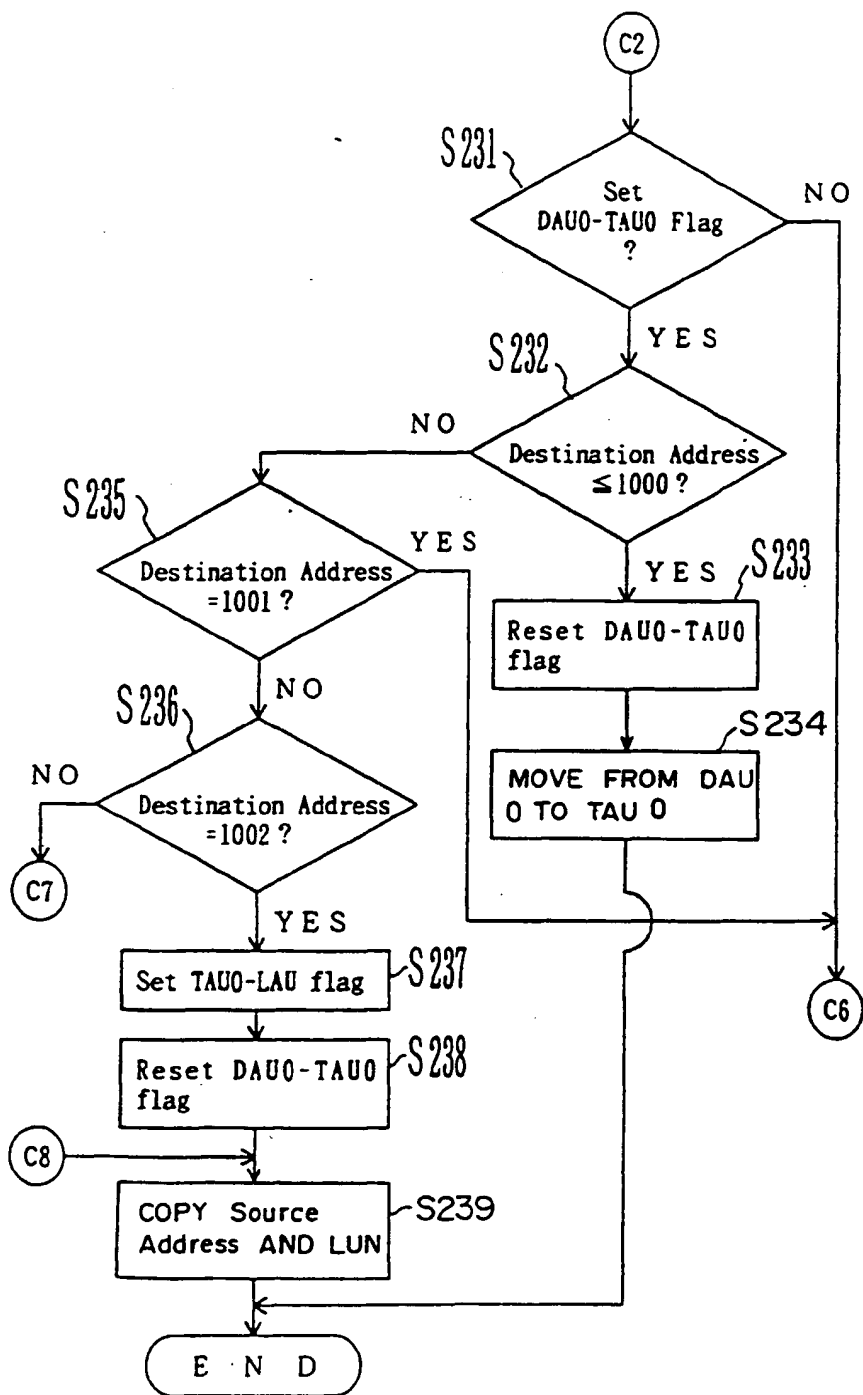 C2
S231
Set
DAU0-TAU0 Flag
?
NO
YES
S232
NO
Destination Address
≦1000?
S235
YES
YES
S233
Destination Address
=1001?
Reset DAU0-TAU0
flag
NO
S236
S234
NO
MOVE FROM DAU
0 TO TAU 0
Destination Address
=1002?
C7
YES
Set TAU0-LAU flag
S237
C6
Reset DAU0-TAU0
flag
S238
C8
COPY Source
Address AND LUN
S239
END